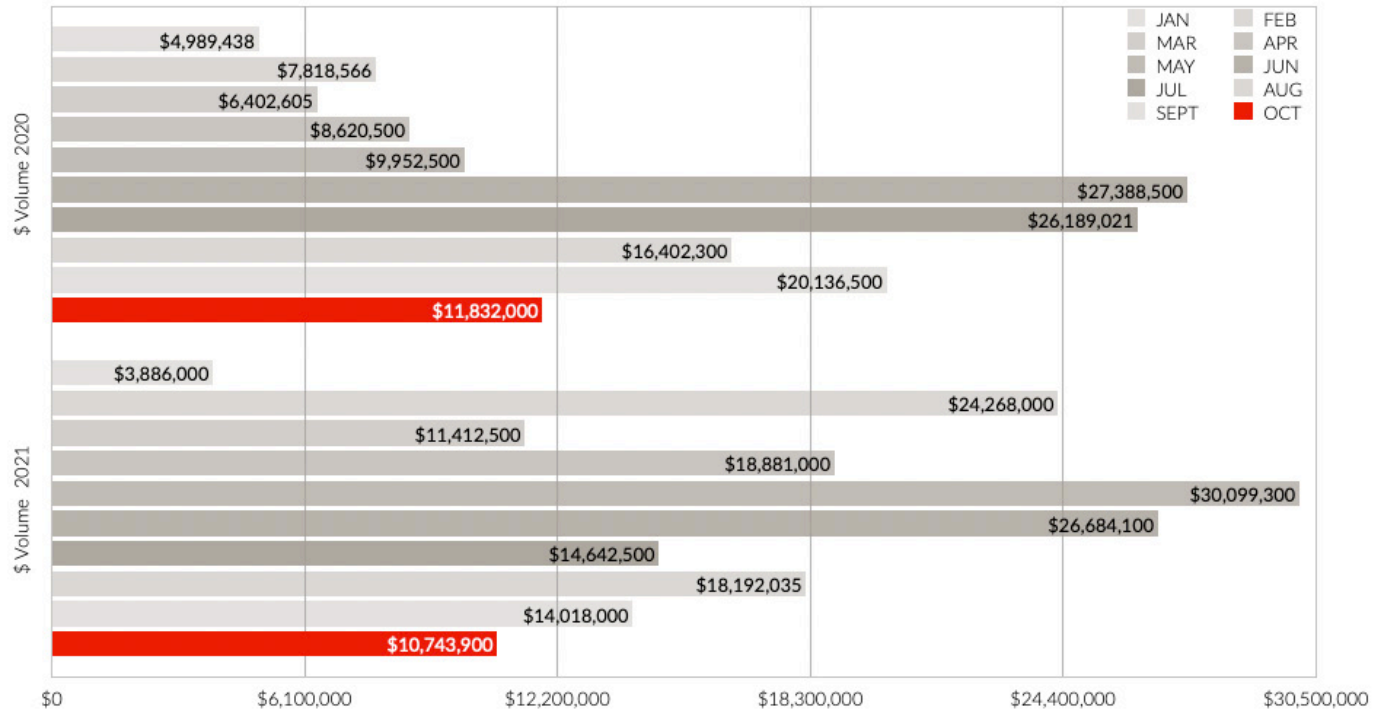 JAN FEB
MAR APR
MAY JUN
JUL AUG
SEPT OCT
$ Volume 2020
$4,989,438
$7,818,566
$6,402,605
$8,620,500
$9,952,500
$27,388,500
$26,189,021
$16,402,300
$20,136,500
$11,832,000
$ Volume 2021
$3,886,000
$24,268,000
$11,412,500
$18,881,000
$30,099,300
$26,684,100
$14,642,500
$18,192,035
$14,018,000
$10,743,900
$0 $6,100,000 $12,200,000 $18,300,000 $24,400,000 $30,500,000